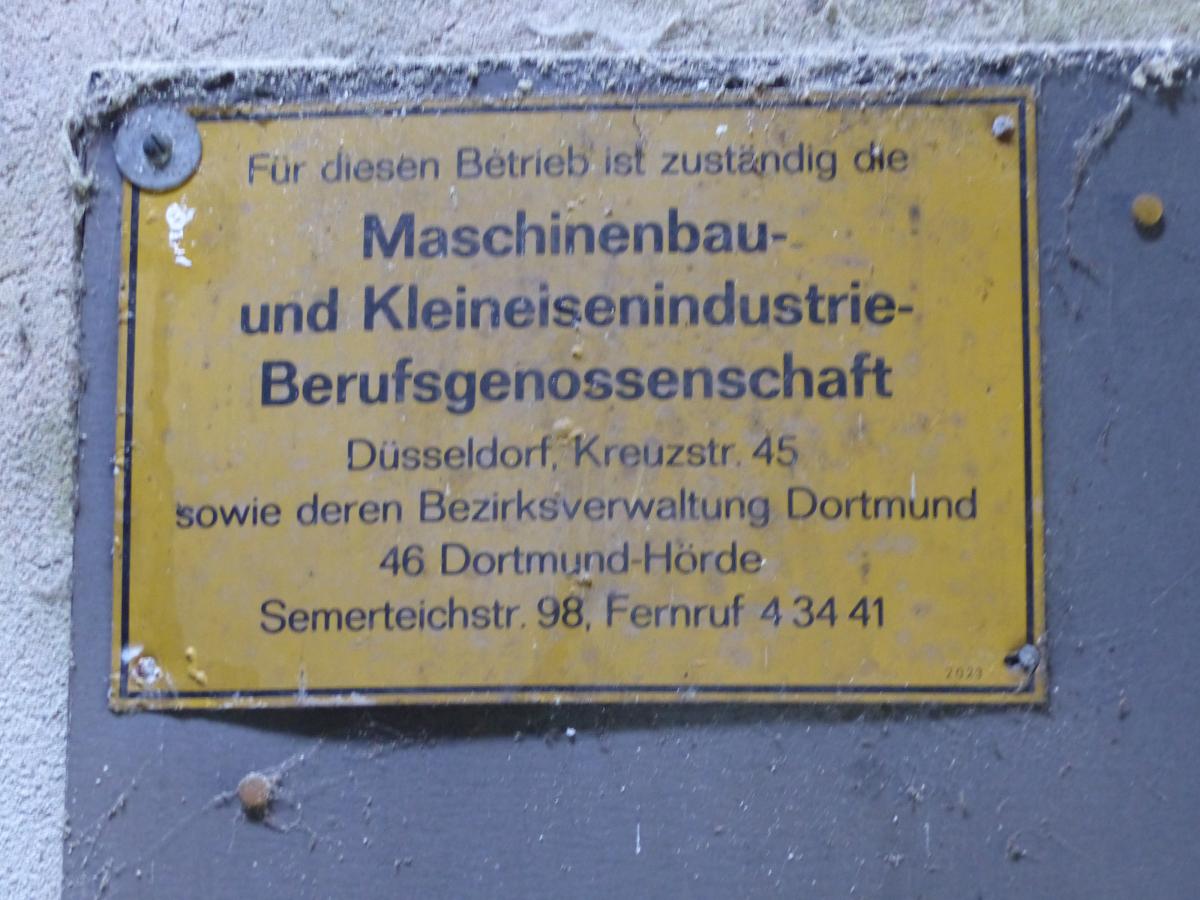 Für diesen Betrieb ist zuständig die
Maschinenbau-
und Kleineisenindustrie-
Berufsgenossenschaft
Düsseldorf, Kreuzstr. 45
sowie deren Bezirksverwaltung Dortmund
46 Dortmund-Hörde
Semerteichstr. 98, Fernruf 4 34 41
2023